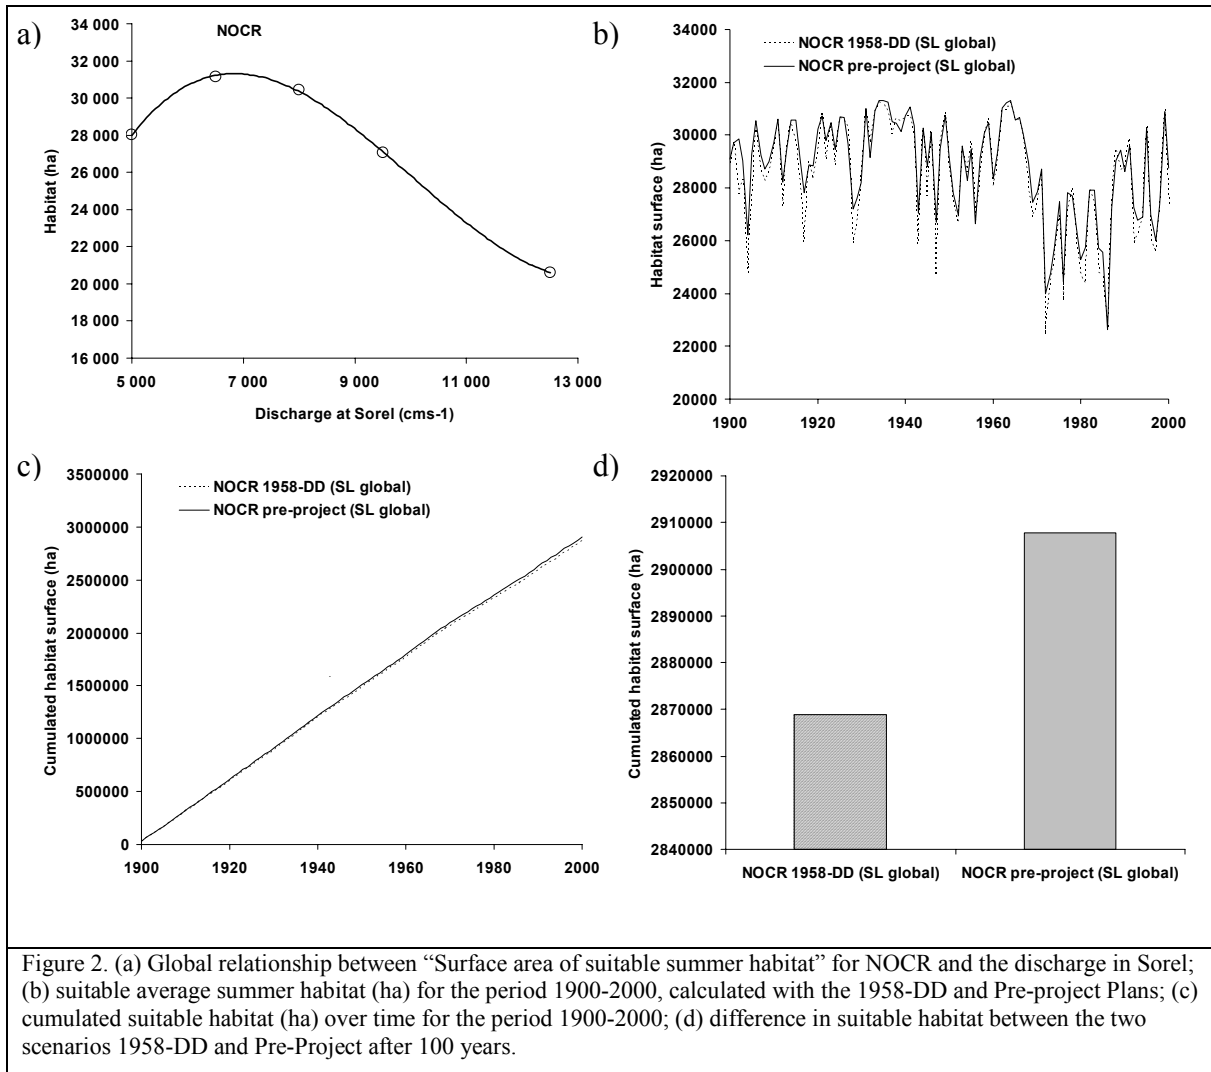 a)
NOCR
34 000
32 000
30 000
28 000
26 000
24 000
22 000
20 000
18 000
16 000
Habitat (ha)
5 000 7 000 9 000 11 000 13 000
Discharge at Sorel (cms-1)
b)
NOCR 1958-DD (SL global)
NOCR pre-project (SL global)
34000
32000
30000
28000
26000
24000
22000
20000
Habitat surface (ha)
1900 1920 1940 1960 1980 2000
c)
NOCR 1958-DD (SL global)
NOCR pre-project (SL global)
3500000
3000000
2500000
2000000
1500000
1000000
500000
0
Cumulated habitat surface (ha)
1900 1920 1940 1960 1980 2000
d)
2920000
2910000
2900000
2890000
2880000
2870000
2860000
2850000
2840000
Cumulated habitat surface (ha)
NOCR 1958-DD (SL global) NOCR pre-project (SL global)
Figure 2. (a) Global relationship between “Surface area of suitable summer habitat” for NOCR and the discharge in Sorel;
(b) suitable average summer habitat (ha) for the period 1900-2000, calculated with the 1958-DD and Pre-project Plans; (c)
cumulated suitable habitat (ha) over time for the period 1900-2000; (d) difference in suitable habitat between the two
scenarios 1958-DD and Pre-Project after 100 years.